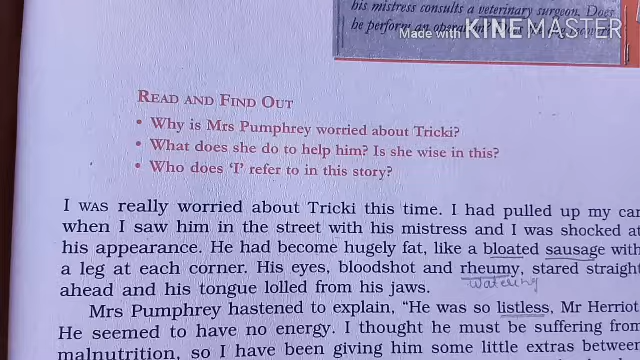 his mistress consults a veterinary surgeon. Does
he perform an operation
Made with KINEMASTER
READ AND FIND OUT
• Why is Mrs Pumphrey worried about Tricki?
• What does she do to help him? Is she wise in this?
• Who does ‘I’ refer to in this story?
I WAS really worried about Tricki this time. I had pulled up my car
when I saw him in the street with his mistress and I was shocked at
his appearance. He had become hugely fat, like a bloated sausage with
a leg at each corner. His eyes, bloodshot and rheumy, stared straight
watering
ahead and his tongue lolled from his jaws.
Mrs Pumphrey hastened to explain, “He was so listless, Mr Herriot.
He seemed to have no energy. I thought he must be suffering from
malnutrition, so I have been giving him some little extras between